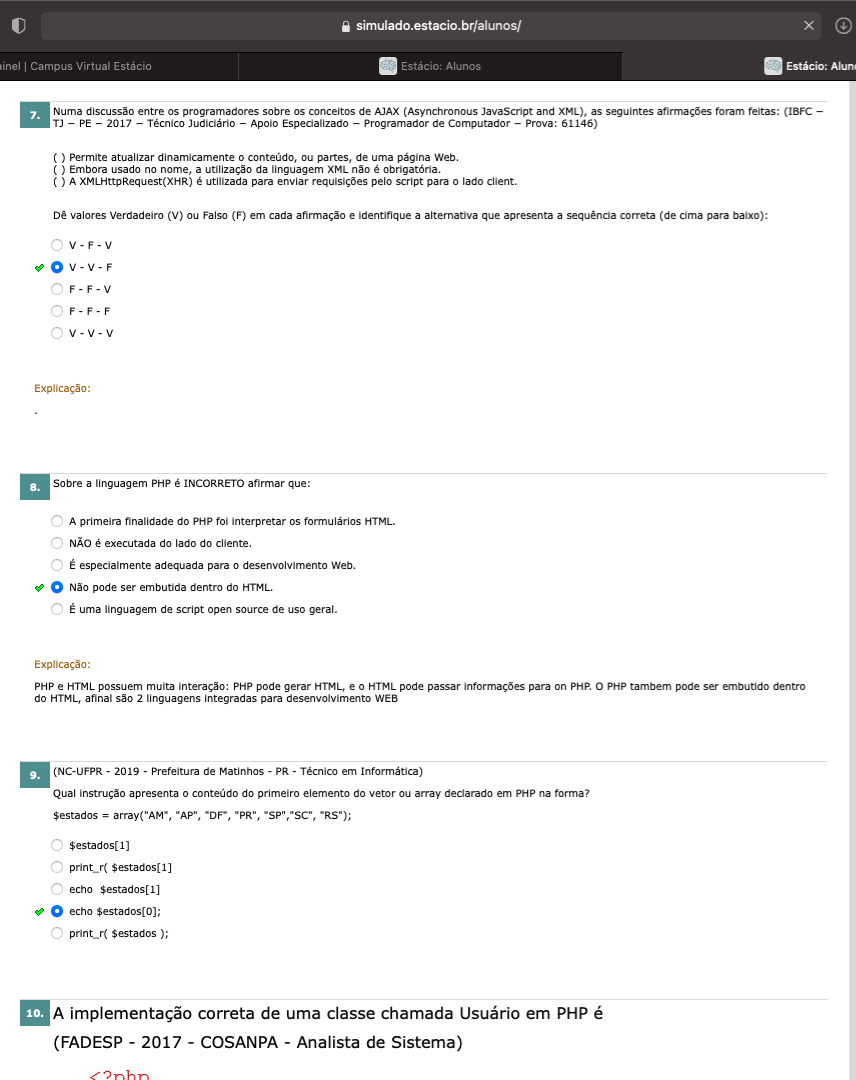 simulado.estacio.br/alunos/
ainel | Campus Virtual Estácio
Estácio: Alunos
Estácio: Alun
7.
Numa discussão entre os programadores sobre os conceitos de AJAX (Asynchronous JavaScript and XML), as seguintes afirmações foram feitas: (IBFC −
TJ − PE − 2017 − Técnico Judiciário − Apoio Especializado − Programador de Computador − Prova: 61146)
( ) Permite atualizar dinamicamente o conteúdo, ou partes, de uma página Web.
( ) Embora usado no nome, a utilização da linguagem XML não é obrigatória.
( ) A XMLHttpRequest(XHR) é utilizada para enviar requisições pelo script para o lado client.
Dê valores Verdadeiro (V) ou Falso (F) em cada afirmação e identifique a alternativa que apresenta a sequência correta (de cima para baixo):
V - F - V
V - V - F
F - F - V
F - F - F
V - V - V
Explicação:
.
8.
Sobre a linguagem PHP é INCORRETO afirmar que:
A primeira finalidade do PHP foi interpretar os formulários HTML.
NÃO é executada do lado do cliente.
É especialmente adequada para o desenvolvimento Web.
Não pode ser embutida dentro do HTML.
É uma linguagem de script open source de uso geral.
Explicação:
PHP e HTML possuem muita interação: PHP pode gerar HTML, e o HTML pode passar informações para on PHP. O PHP tambem pode ser embutido dentro
do HTML, afinal são 2 linguagens integradas para desenvolvimento WEB
9.
(NC-UFPR - 2019 - Prefeitura de Matinhos - PR - Técnico em Informática)
Qual instrução apresenta o conteúdo do primeiro elemento do vetor ou array declarado em PHP na forma?
$estados = array("AM", "AP", "DF", "PR", "SP","SC", "RS");
$estados[1]
print_r( $estados[1]
echo  $estados[1]
echo $estados[0];
print_r( $estados );
10.
A implementação correta de uma classe chamada Usuário em PHP é
(FADESP - 2017 - COSANPA - Analista de Sistema)
<?php